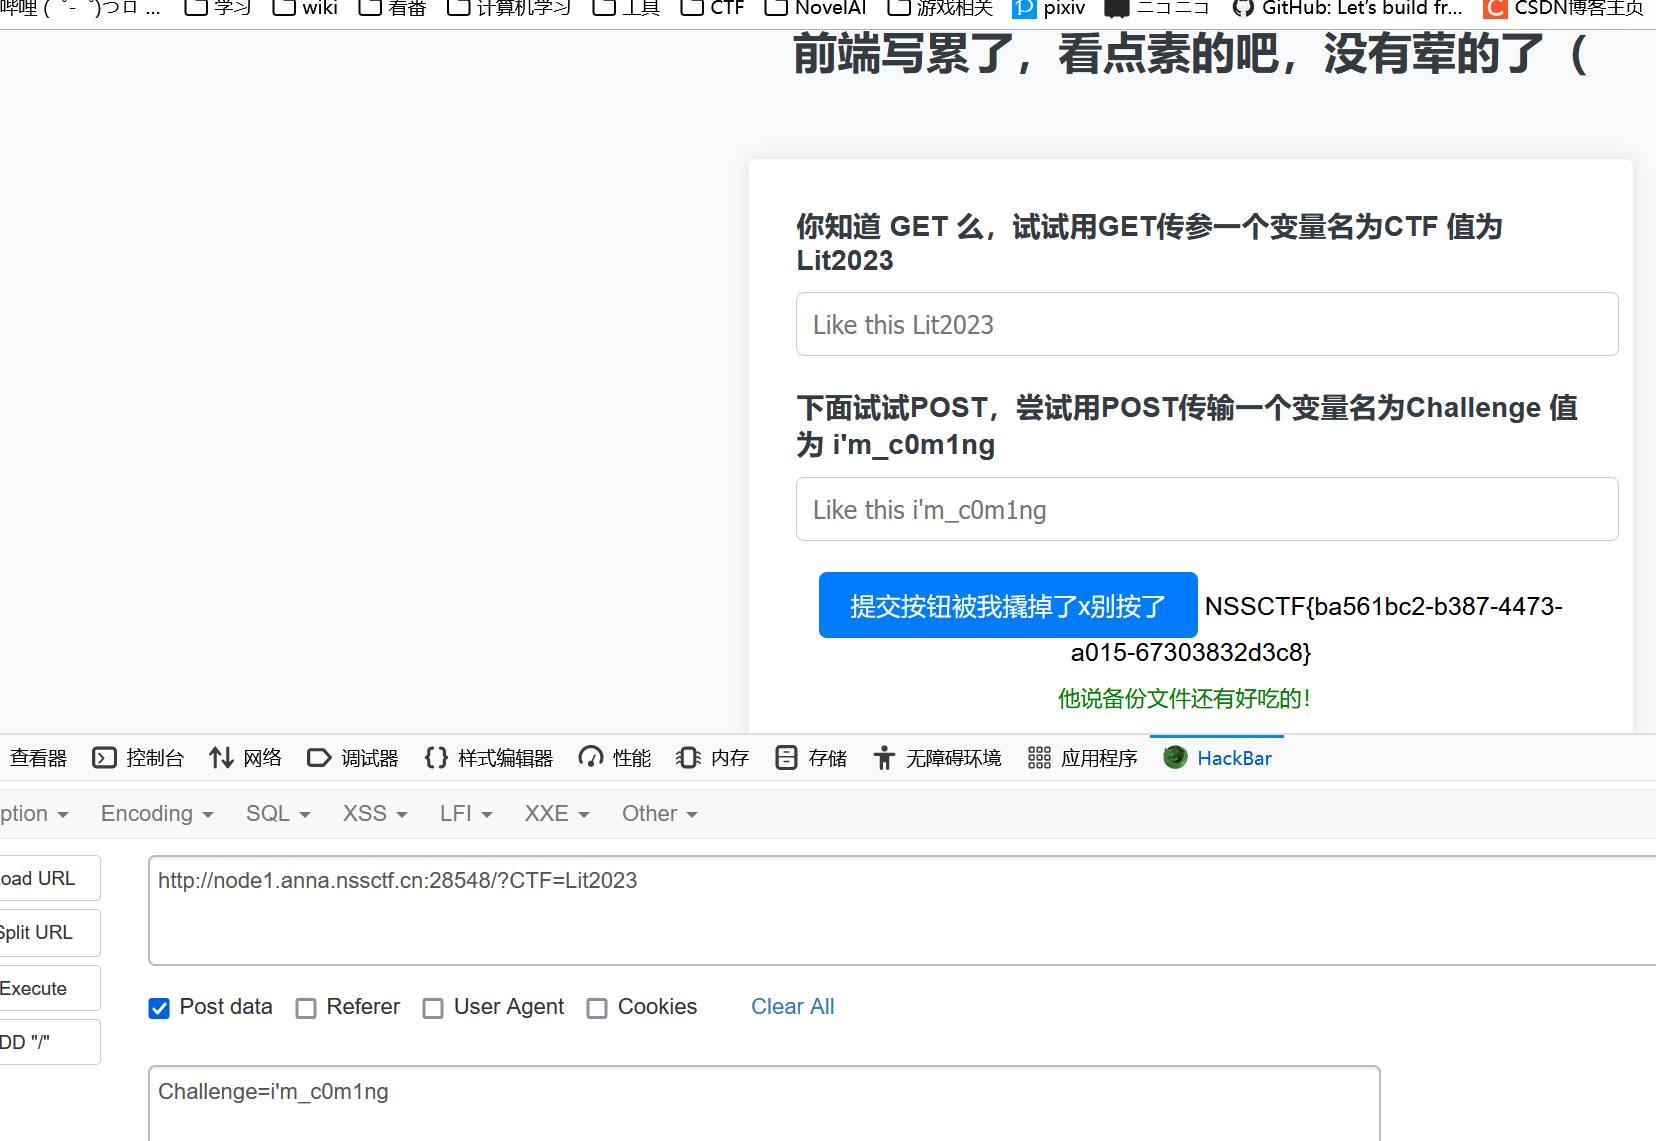 哔哩 (゜-゜)つロ ... 学习 wiki 看番 计算机学习 工具 CTF NovelAI 游戏相关 pixiv ニコニコ GitHub: Let's build fr... CSDN博客主页
前端写累了，看点素的吧，没有荤的了（
你知道 GET 么，试试用GET传参一个变量名为CTF 值为
Lit2023
Like this Lit2023
下面试试POST，尝试用POST传输一个变量名为Challenge 值
为 i'm_c0m1ng
Like this i'm_c0m1ng
提交按钮被我撬掉了x别按了 NSSCTF{ba561bc2-b387-4473-
a015-67303832d3c8}
他说备份文件还有好吃的！
查看器 控制台 网络 调试器 样式编辑器 性能 内存 存储 无障碍环境 应用程序 HackBar
ption Encoding SQL XSS LFI XXE Other
oad URL
http://node1.anna.nssctf.cn:28548/?CTF=Lit2023
Split URL
Execute
Post data Referer User Agent Cookies Clear All
DD "/"
Challenge=i'm_c0m1ng